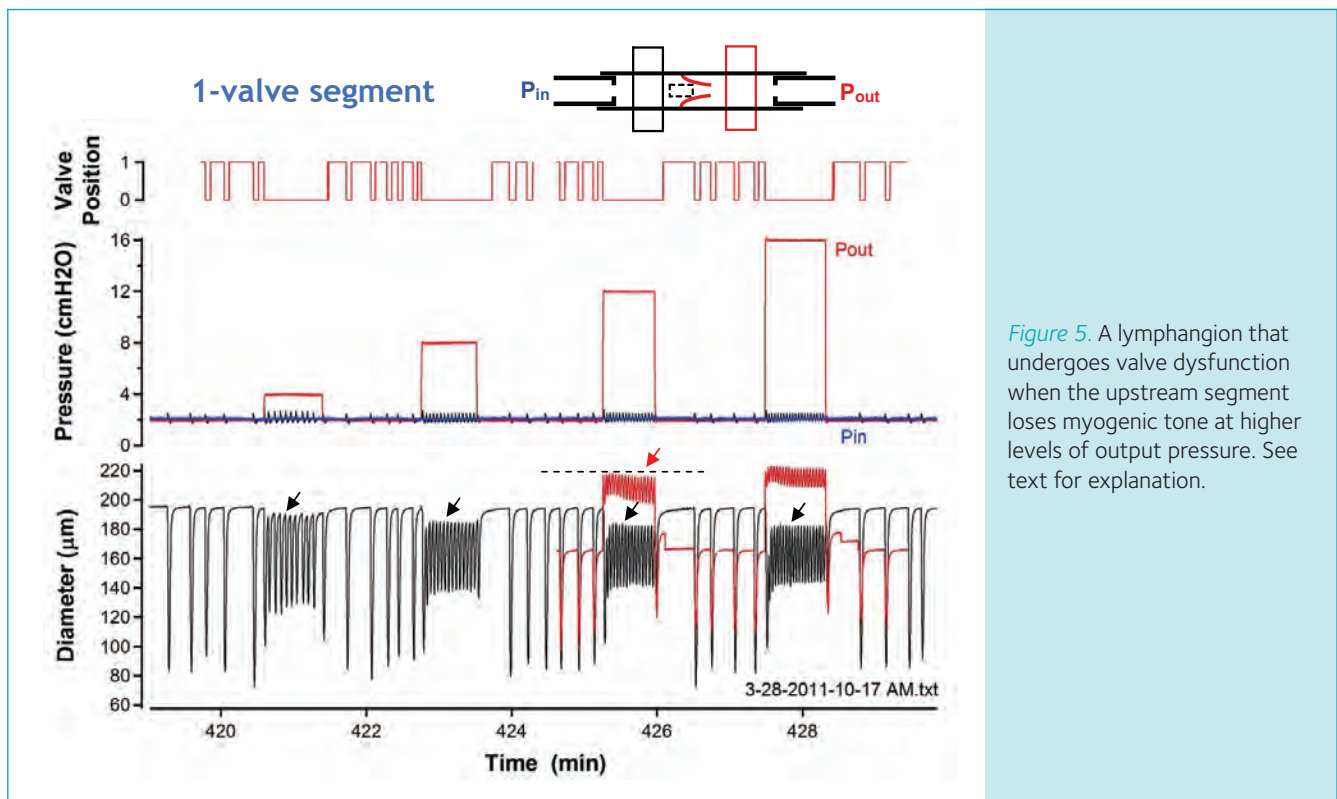 1-valve segment
Pin
Pout
Valve Position
1
0
Pressure (cmH2O)
16
12
8
4
0
Pout
Pin
Diameter (μm)
220
200
180
160
140
120
100
80
60
3-28-2011-10-17 AM.txt
420
422
424
426
428
Time (min)
Figure 5. A lymphangion that
undergoes valve dysfunction
when the upstream segment
loses myogenic tone at higher
levels of output pressure. See
text for explanation.